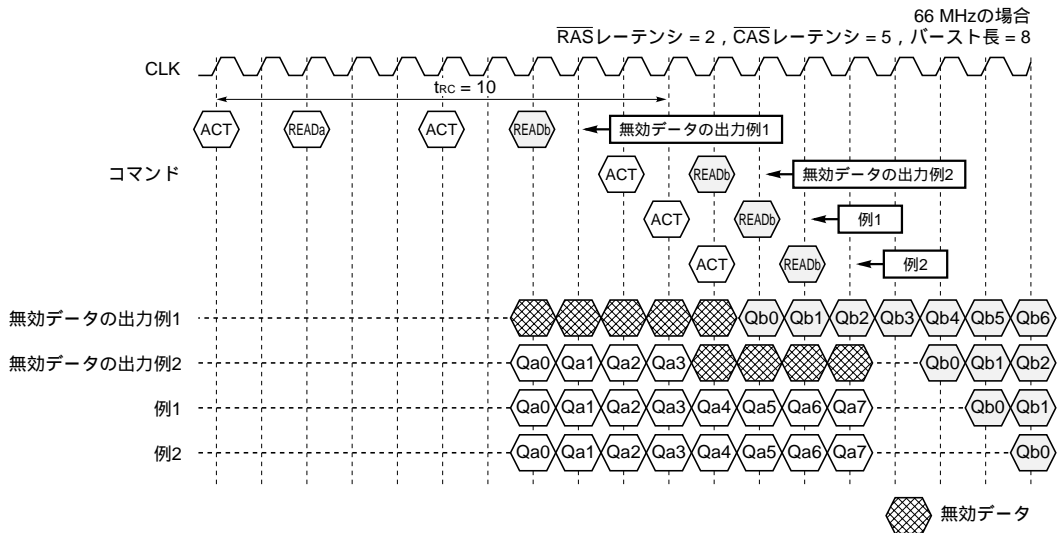 66 MHzの場合
RASレーテンシ = 2 , CASレーテンシ = 5 , バースト長 = 8
CLK
tRC = 10
ACT READa ACT READb 無効データの出力例1
コマンド
ACT READb 無効データの出力例2
ACT READb 例1
ACT READb 例2
無効データの出力例1 Qb0 Qb1 Qb2 Qb3 Qb4 Qb5 Qb6
無効データの出力例2 Qa0 Qa1 Qa2 Qa3 Qb0 Qb1 Qb2
例1 Qa0 Qa1 Qa2 Qa3 Qa4 Qa5 Qa6 Qa7 Qb0 Qb1
例2 Qa0 Qa1 Qa2 Qa3 Qa4 Qa5 Qa6 Qa7 Qb0
無効データ